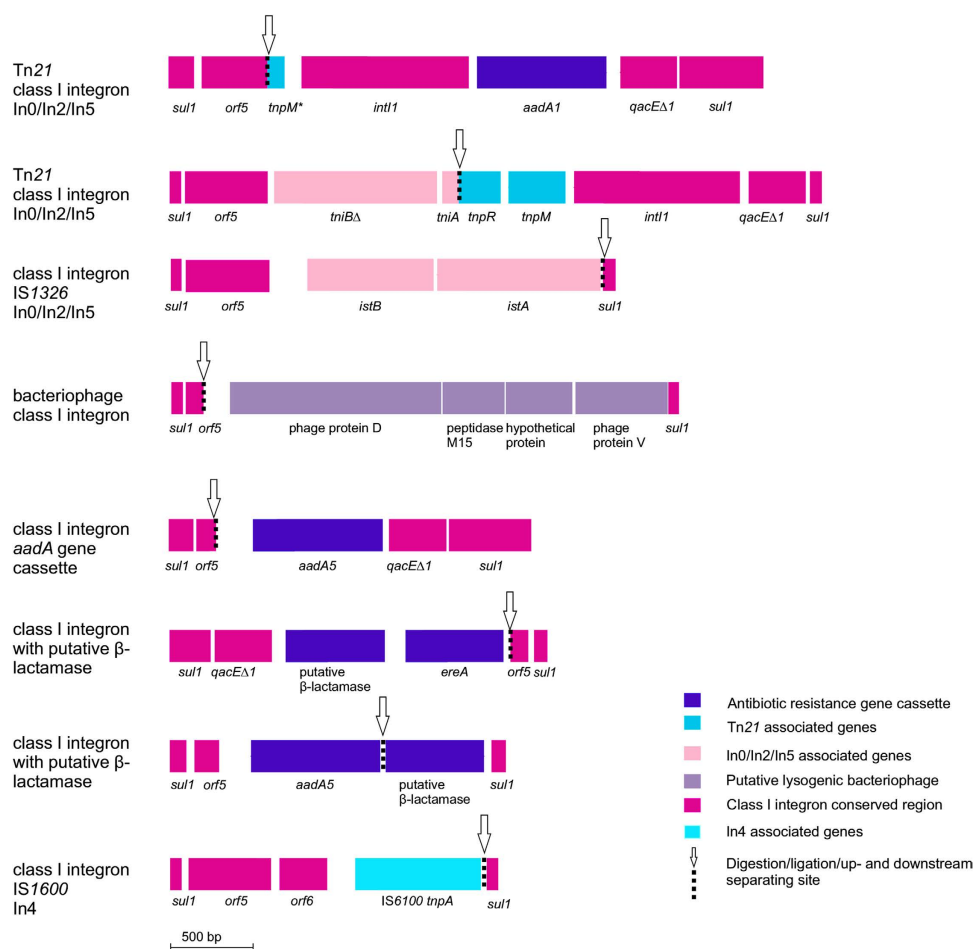 Tn21
class I integron
In0/In2/In5
sul1 orf5 tnpM* intI1 aadA1 qacEΔ1 sul1
Tn21
class I integron
In0/In2/In5
sul1 orf5 tniBΔ tniA tnpR tnpM intI1 qacEΔ1 sul1
class I integron
IS1326
In0/In2/In5
sul1 orf5 istB istA sul1
bacteriophage
class I integron
sul1 orf5 phage protein D peptidase hypothetical phage sul1
M15 protein protein V
class I integron
aadA gene
cassette
sul1 orf5 aadA5 qacEΔ1 sul1
class I integron
with putative β-
lactamase
sul1 qacEΔ1 putative ereA orf5 sul1
β-lactamase
class I integron
with putative β-
lactamase
sul1 orf5 aadA5 putative sul1
β-lactamase
class I integron
IS1600
In4
sul1 orf5 orf6 IS6100 tnpA sul1
500 bp
Antibiotic resistance gene cassette
Tn21 associated genes
In0/In2/In5 associated genes
Putative lysogenic bacteriophage
Class I integron conserved region
In4 associated genes
Digestion/ligation/up- and downstream
separating site